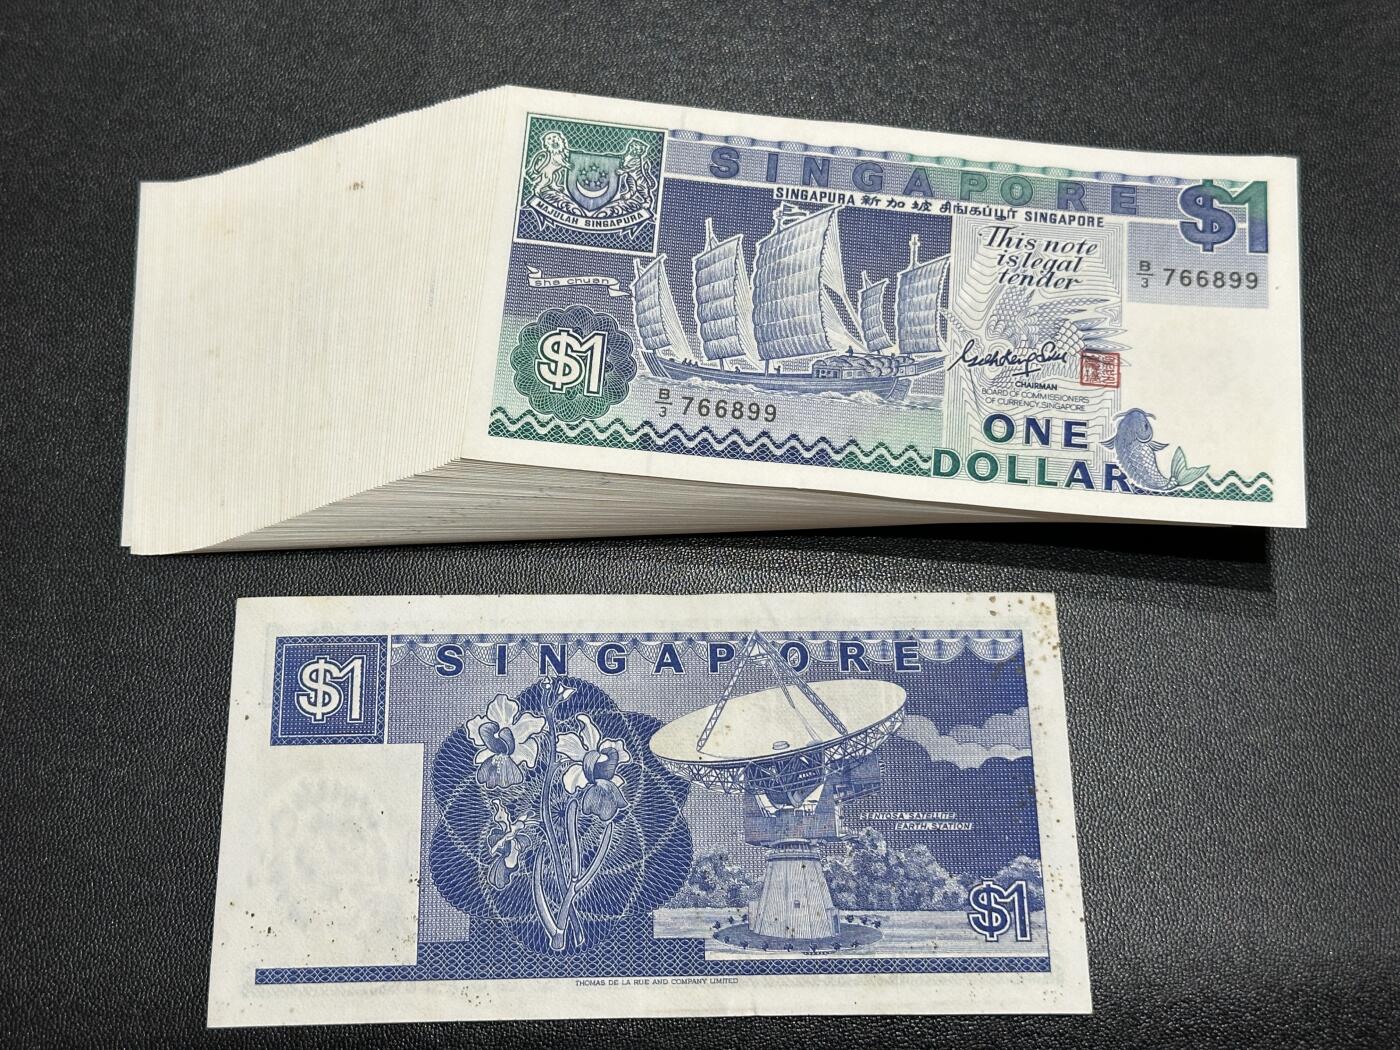 SINGAPORE
$1
SINGAPURA 新加坡 சிங்கப்பூர் SINGAPORE
MAJULAH SINGAPURA
This note
is legal
tender
B/3 766899
sha chuan
$1
CHAIRMAN
BOARD OF COMMISSIONERS
OF CURRENCY, SINGAPORE
B/3 766899
ONE
DOLLAR
$1
SINGAPORE
SENTOSA SATELLITE
EARTH STATION
$1
THOMAS DE LA RUE AND COMPANY LIMITED